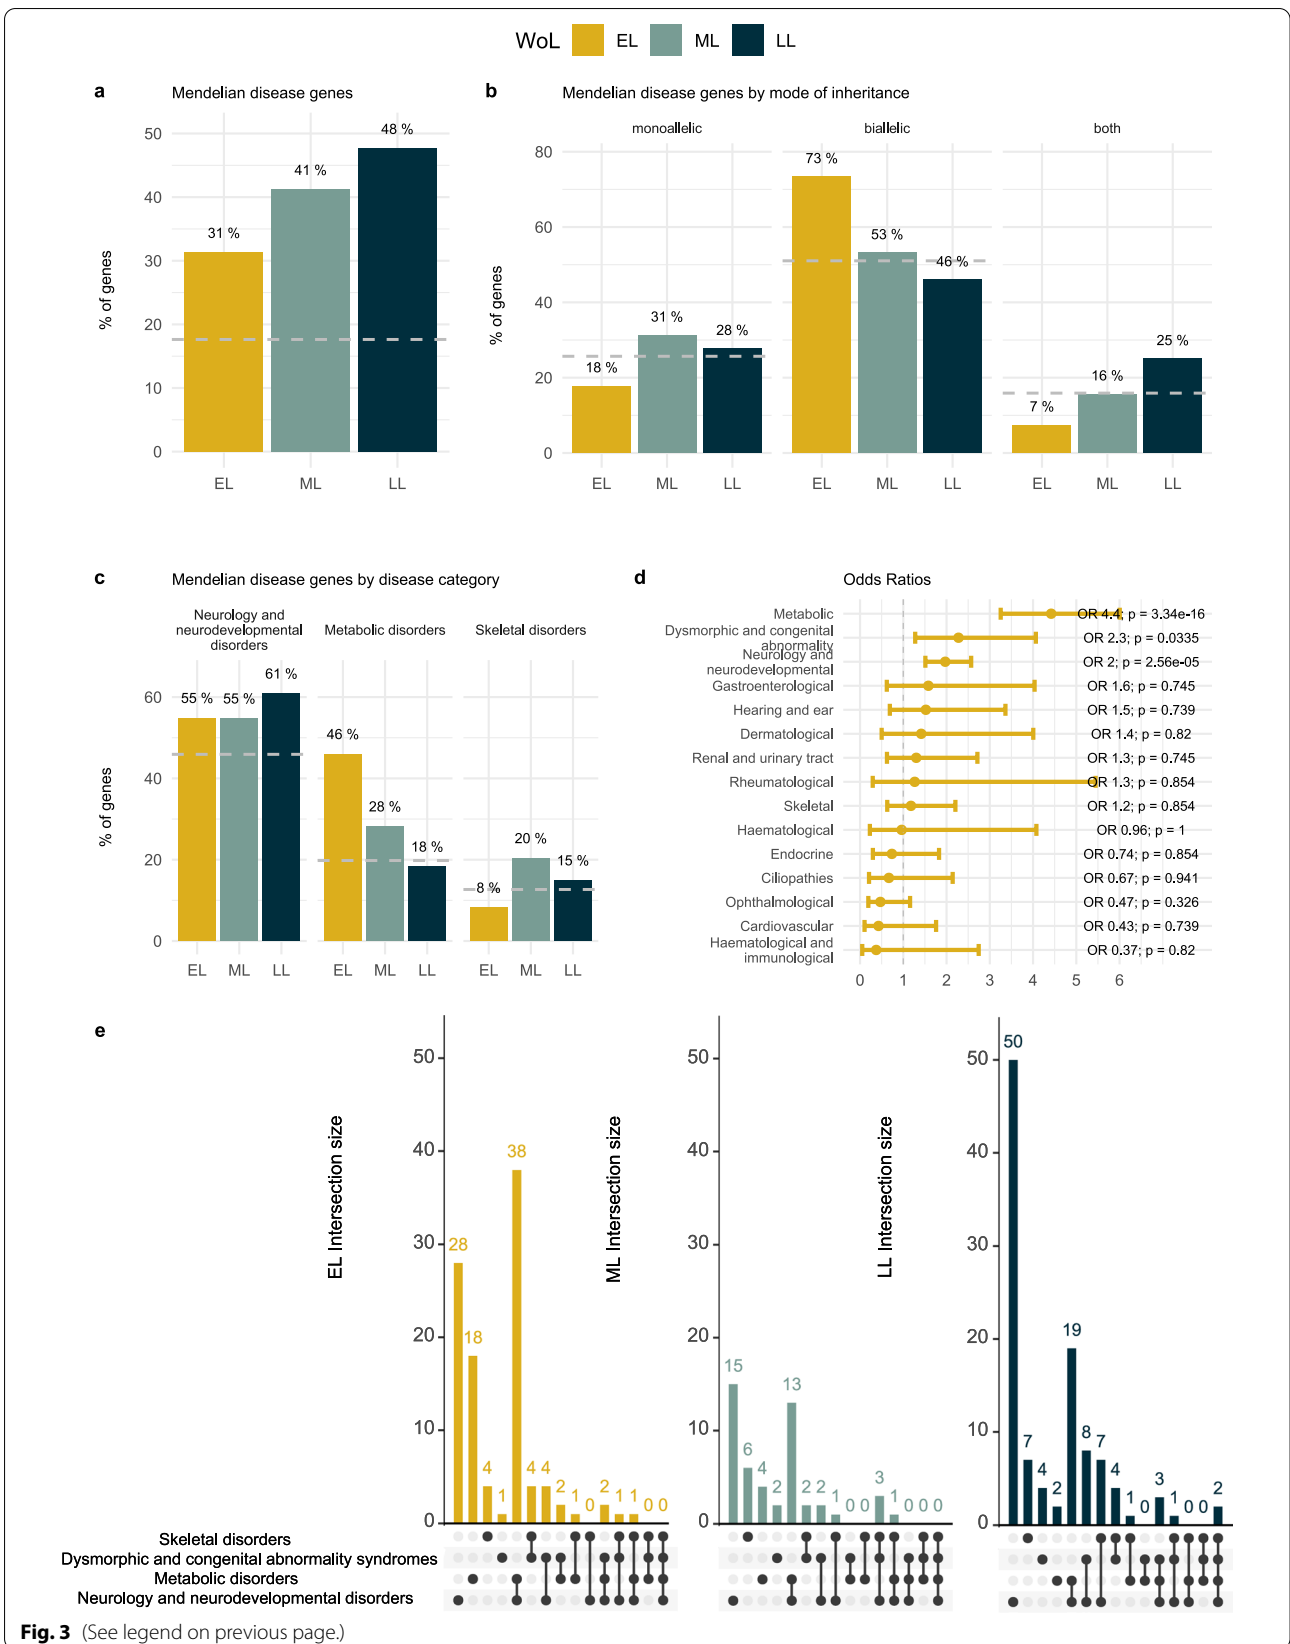 WoL EL ML LL
a Mendelian disease genes
% of genes
50
40
30
20
10
0
31 %
41 %
48 %
EL ML LL
b Mendelian disease genes by mode of inheritance
monoallelic biallelic both
% of genes
80
60
40
20
0
18 %
31 %
28 %
73 %
53 %
46 %
7 %
16 %
25 %
EL ML LL EL ML LL EL ML LL
c Mendelian disease genes by disease category
Neurology and
neurodevelopmental
disorders
Metabolic disorders
Skeletal disorders
% of genes
60
40
20
0
55 % 55 % 61 %
46 % 28 % 18 %
8 % 20 % 15 %
EL ML LL EL ML LL EL ML LL
d Odds Ratios
Metabolic OR 4.4; p = 3.34e-16
Dysmorphic and congenital
abnormality OR 2.3; p = 0.0335
Neurology and
neurodevelopmental OR 2; p = 2.56e-05
Gastroenterological OR 1.6; p = 0.745
Hearing and ear OR 1.5; p = 0.739
Dermatological OR 1.4; p = 0.82
Renal and urinary tract OR 1.3; p = 0.745
Rheumatological OR 1.3; p = 0.854
Skeletal OR 1.2; p = 0.854
Haematological OR 0.96; p = 1
Endocrine OR 0.74; p = 0.854
Ciliopathies OR 0.67; p = 0.941
Ophthalmological OR 0.47; p = 0.326
Cardiovascular OR 0.43; p = 0.739
Haematological and
immunological OR 0.37; p = 0.82
0 1 2 3 4 5 6
e
EL Intersection size
50
40
30
20
10
0
28 18 4 1 38 4 4 2 1 0 2 1 1 0 0
ML Intersection size
50
40
30
20
10
0
15 6 4 2 13 2 2 1 0 0 3 1 0 0 0
LL Intersection size
50
40
30
20
10
0
50 7 4 2 19 8 7 4 1 0 3 1 0 0 2
Skeletal disorders
Dysmorphic and congenital abnormality syndromes
Metabolic disorders
Neurology and neurodevelopmental disorders
Fig. 3 (See legend on previous page.)